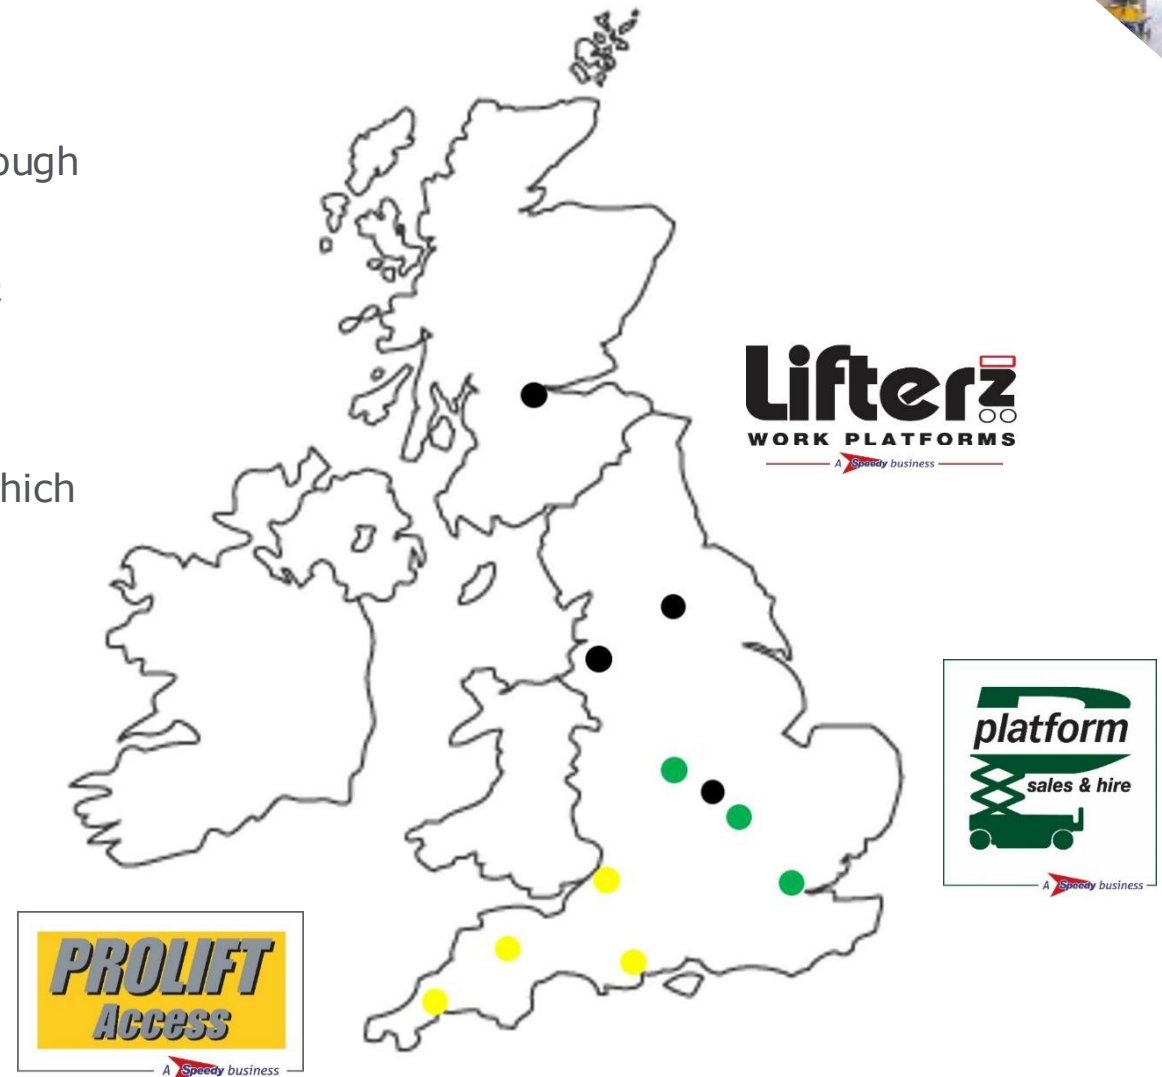 ough
hich
Lifterz
WORK PLATFORMS
A Speedy business
platform
sales & hire
A Speedy business
PROLIFT
Access
A Speedy business